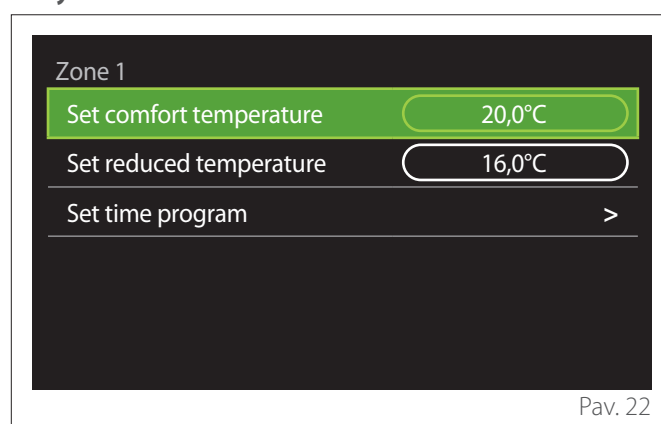 Zone 1
Set comfort temperature 20,0°C
Set reduced temperature 16,0°C
Set time program >
Pav. 22